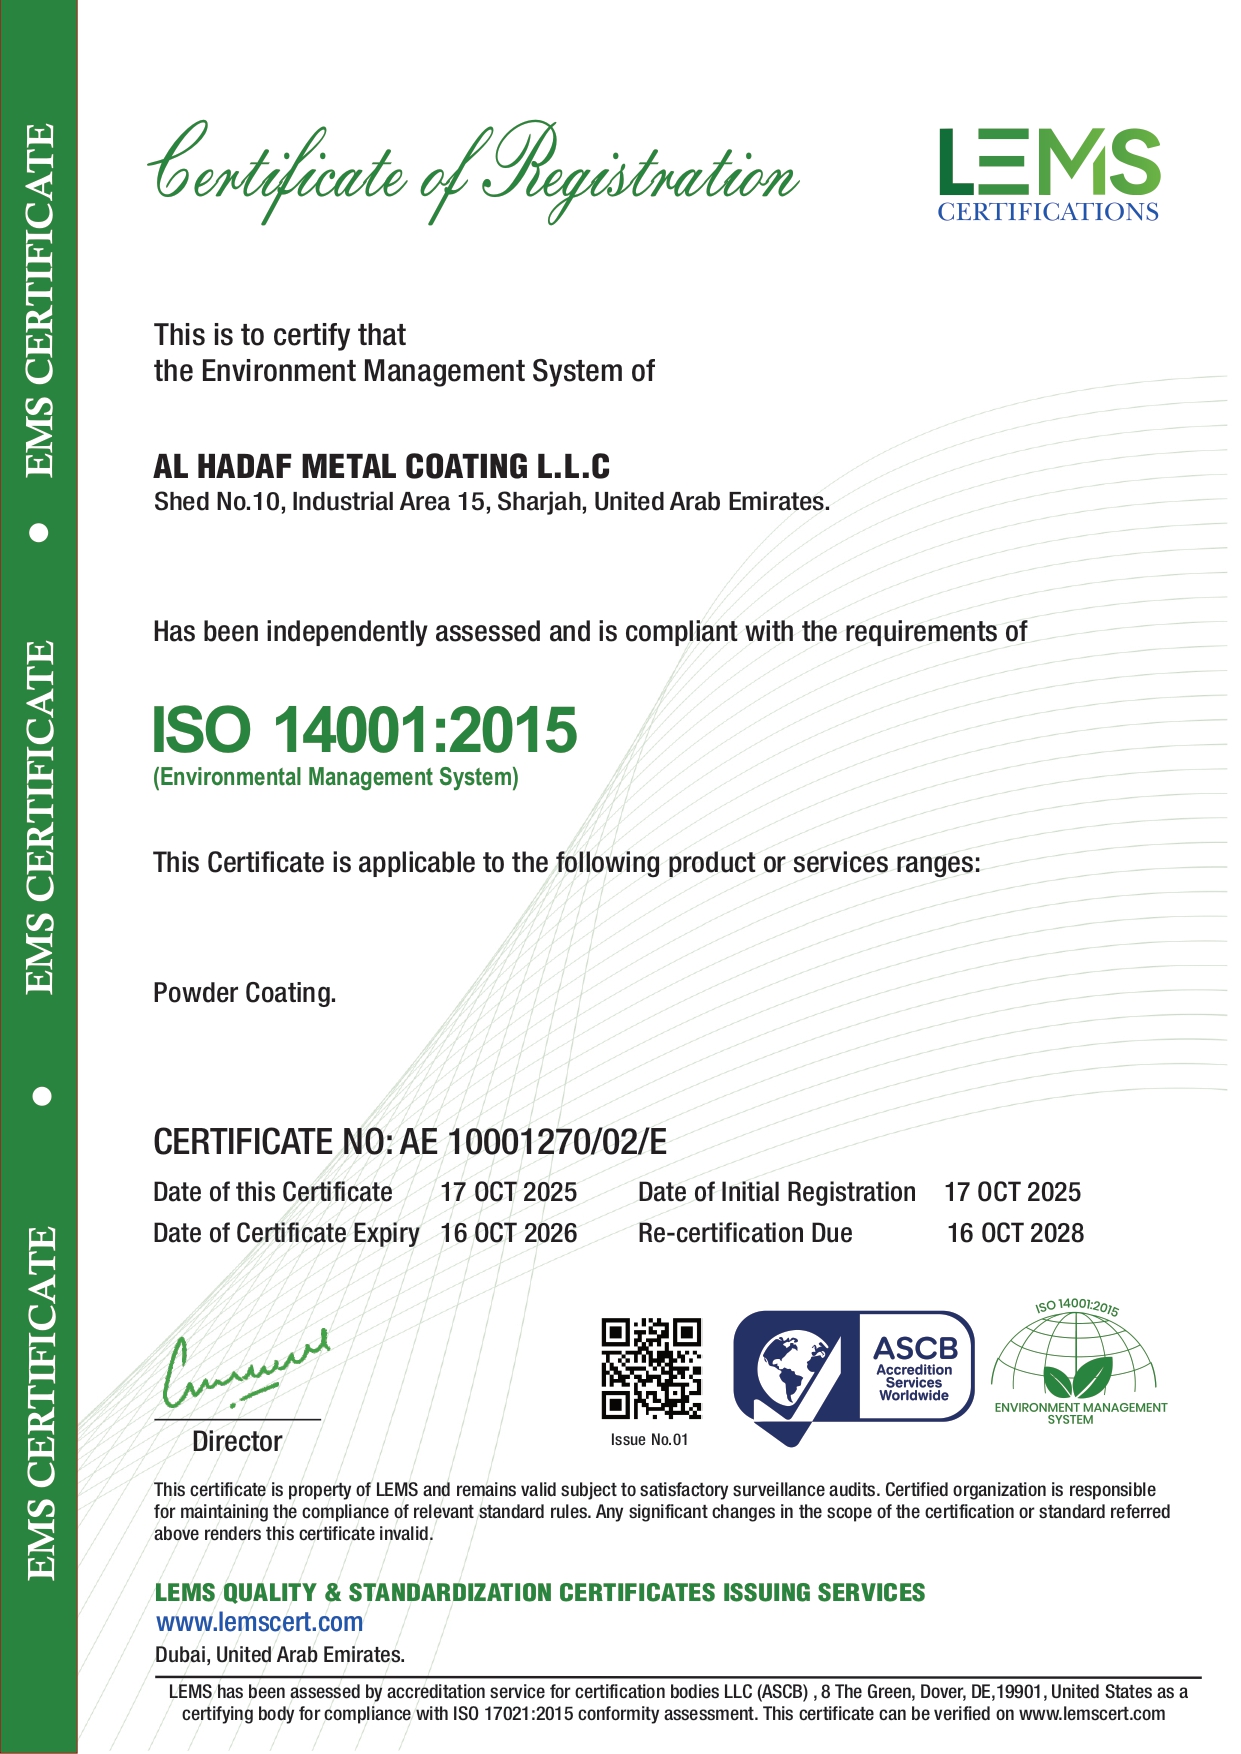 EMS CERTIFICATE • EMS CERTIFICATE • EMS CERTIFICATE
Certificate of Registration
LEMS
CERTIFICATIONS
This is to certify that
the Environment Management System of
AL HADAF METAL COATING L.L.C
Shed No.10, Industrial Area 15, Sharjah, United Arab Emirates.
Has been independently assessed and is compliant with the requirements of
ISO 14001:2015
(Environmental Management System)
This Certificate is applicable to the following product or services ranges:
Powder Coating.
CERTIFICATE NO: AE 10001270/02/E
Date of this Certificate 17 OCT 2025 Date of Initial Registration 17 OCT 2025
Date of Certificate Expiry 16 OCT 2026 Re-certification Due 16 OCT 2028
Director
Issue No.01
ASCB
Accredition
Services
Worldwide
ISO 14001:2015
ENVIRONMENT MANAGEMENT
SYSTEM
This certificate is property of LEMS and remains valid subject to satisfactory surveillance audits. Certified organization is responsible
for maintaining the compliance of relevant standard rules. Any significant changes in the scope of the certification or standard referred
above renders this certificate invalid.
LEMS QUALITY & STANDARDIZATION CERTIFICATES ISSUING SERVICES
www.lemscert.com
Dubai, United Arab Emirates.
LEMS has been assessed by accreditation service for certification bodies LLC (ASCB) , 8 The Green, Dover, DE,19901, United States as a
certifying body for compliance with ISO 17021:2015 conformity assessment. This certificate can be verified on www.lemscert.com